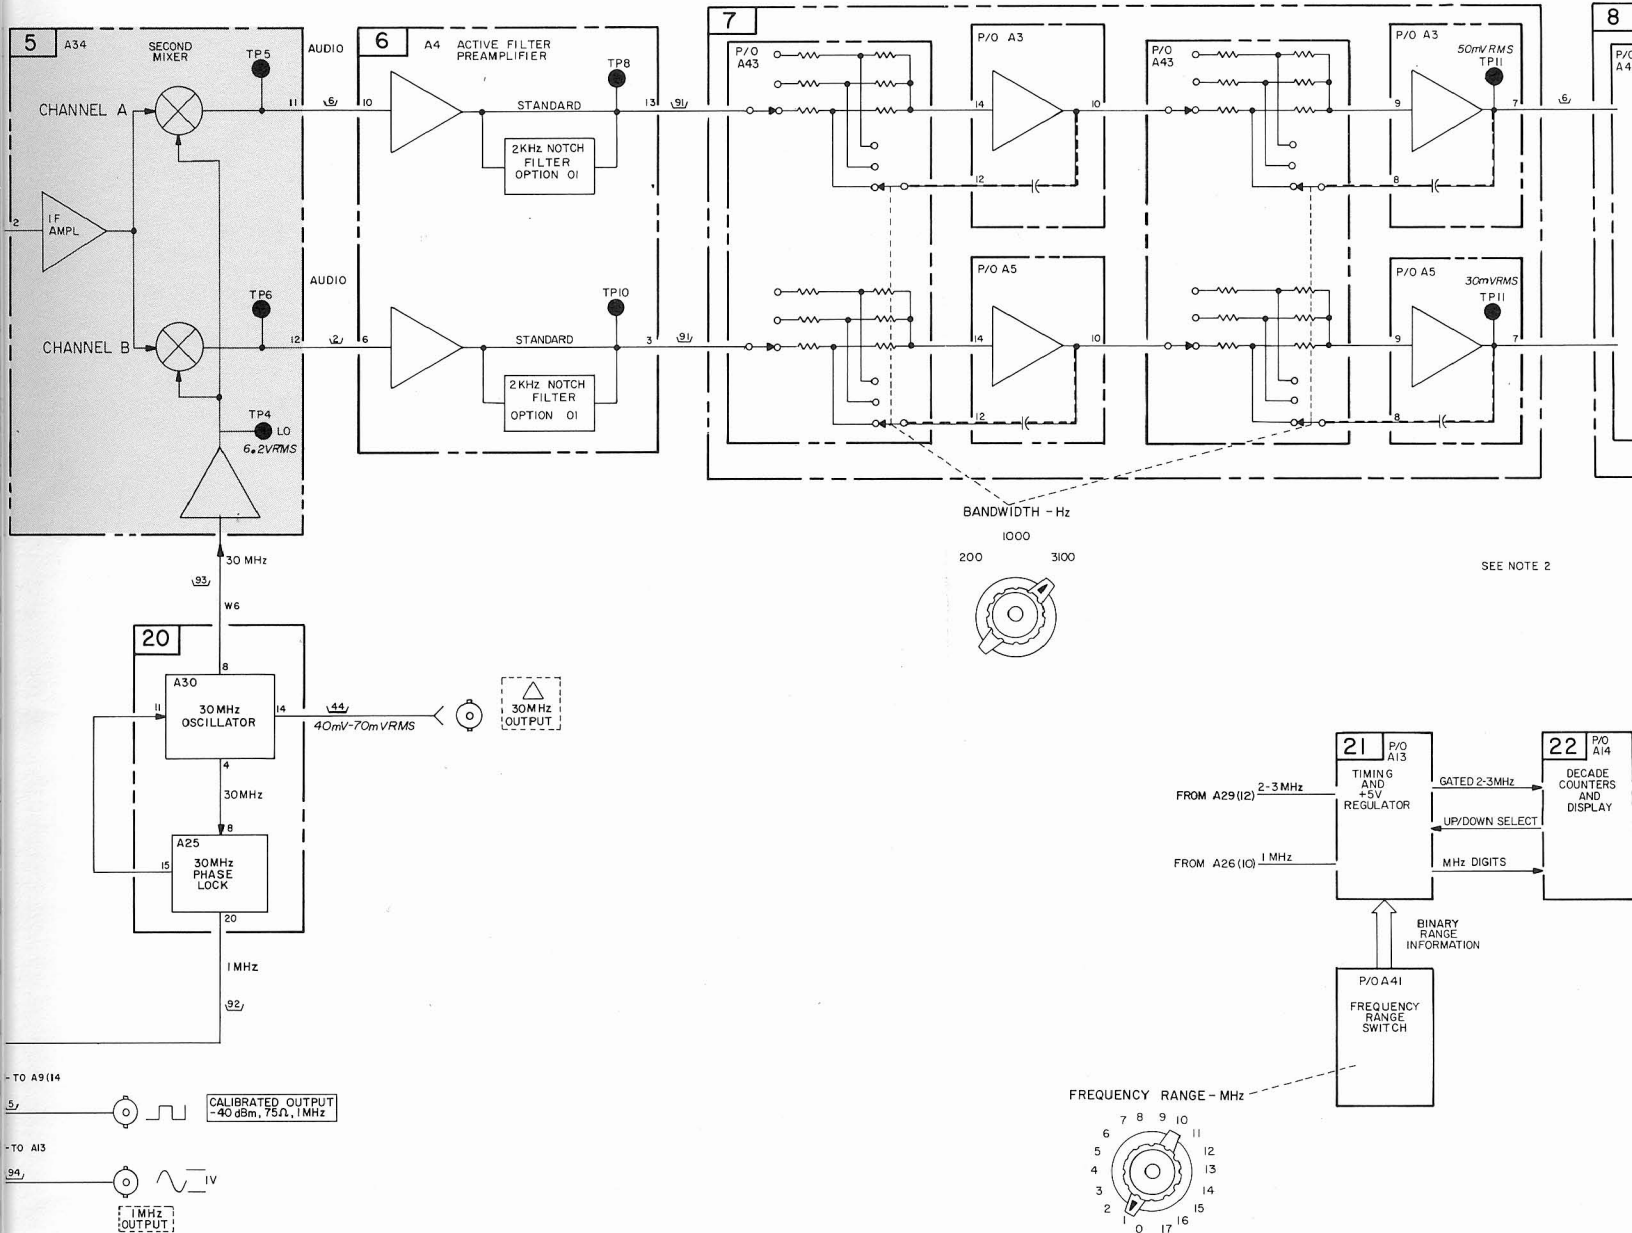 5
A34
SECOND
MIXER
TP5
CHANNEL A
11
2
IF
AMPL
TP6
CHANNEL B
12
TP4
LO
6.2VRMS
AUDIO
6
AUDIO
2
6
A4
ACTIVE FILTER
PREAMPLIFIER
TP8
10
STANDARD
13
2KHz NOTCH
FILTER
OPTION 01
TP10
6
STANDARD
3
2KHz NOTCH
FILTER
OPTION 01
91
91
7
P/O
A43
P/O A3
14
10
12
P/O A5
14
10
12
P/O
A43
P/O A3
50mVRMS
TP11
9
7
8
P/O A5
30mVRMS
TP11
9
7
8
6
8
P/O
BANDWIDTH - Hz
1000
200
3100
SEE NOTE 2
30 MHz
93
W6
20
8
A30
30MHz
OSCILLATOR
11
14
44
40mV-70mVRMS
30MHz
OUTPUT
4
30MHz
8
A25
30MHz
PHASE
LOCK
15
20
1MHz
92
-TO A9(14
5
CALIBRATED OUTPUT
-40 dBm, 75Ω, 1MHz
-TO A13
94
1V
1MHz
OUTPUT
21
P/O
A13
TIMING
AND
+5V
REGULATOR
FROM A29(12)
2-3MHz
FROM A26(10)
1MHz
GATED 2-3MHz
UP/DOWN SELECT
MHz DIGITS
22
P/O
A14
DECADE
COUNTERS
AND
DISPLAY
BINARY
RANGE
INFORMATION
P/O A41
FREQUENCY
RANGE
SWITCH
FREQUENCY RANGE - MHz
7 8 9 10
6 11
5 12
4 13
3 14
2 15
1 0 17 16